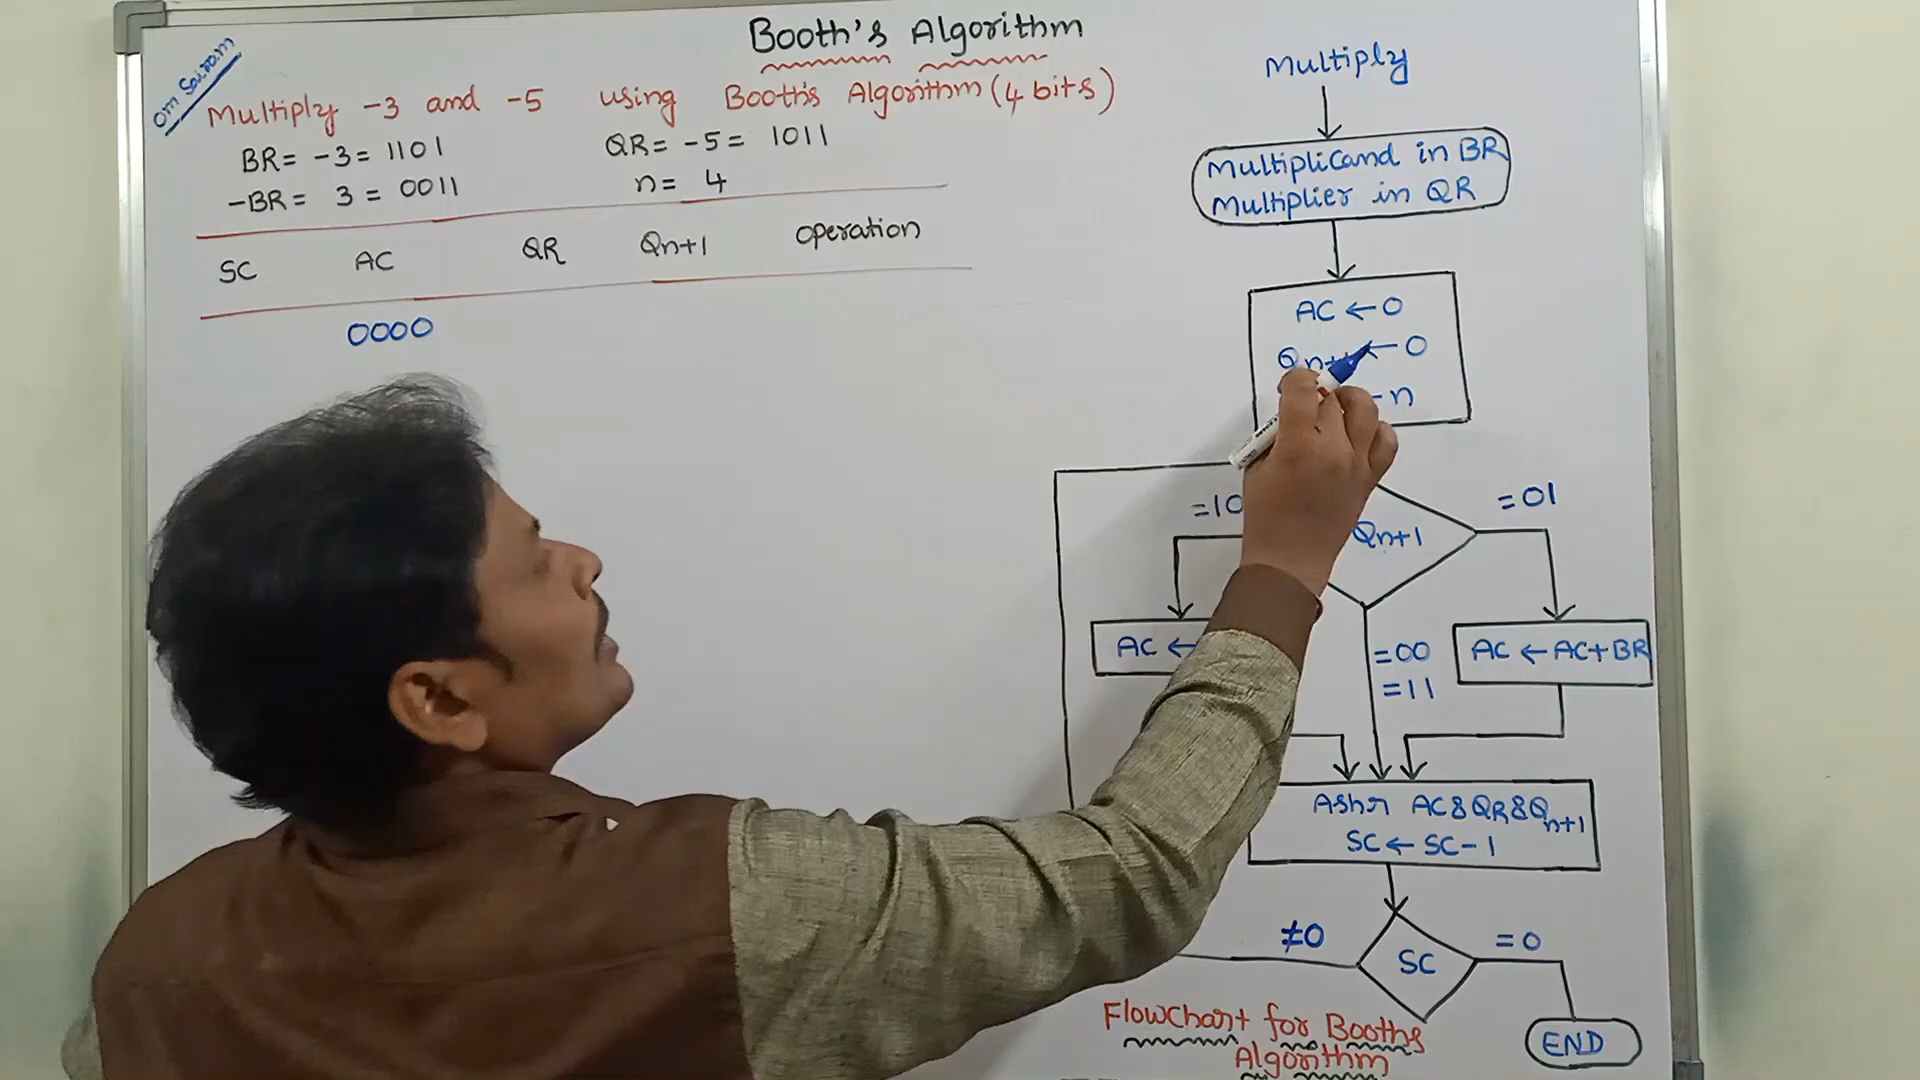 Booth's Algorithm
Om Sairam
Multiply -3 and -5 using Booth's Algorithm (4 bits)
BR = -3 = 1101
QR = -5 = 1011
-BR = 3 = 0011
n = 4
SC AC QR Qn+1 operation
0000
Multiply
Multiplicand in BR
Multiplier in QR
AC ← 0
Qn+1 ← 0
n
=10
Qn+1
=01
AC ←
=00
=11
AC ← AC+BR
Ashr AC&QR&Qn+1
SC ← SC-1
≠0
SC
=0
END
Flowchart for Booths
Algorithm